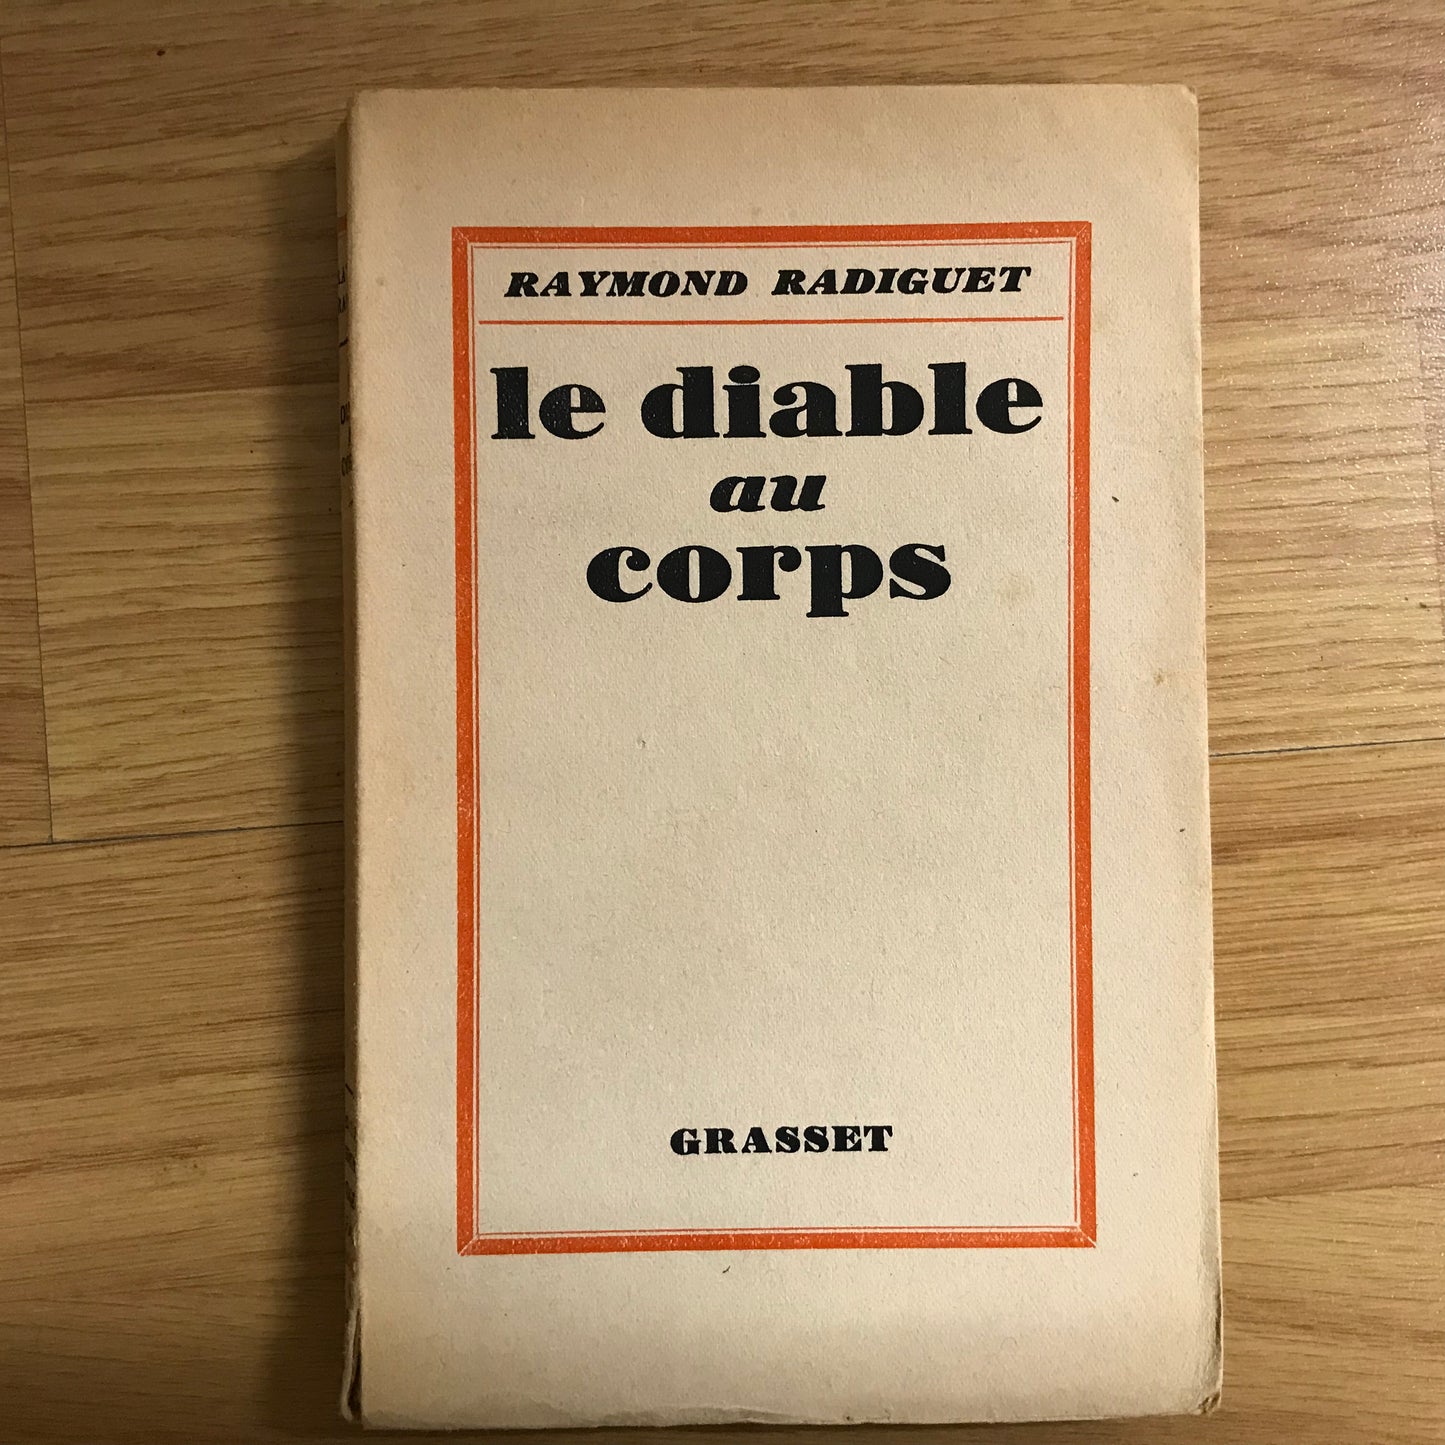 RAYMOND RADIGUET
le diable
au
corps
GRASSET